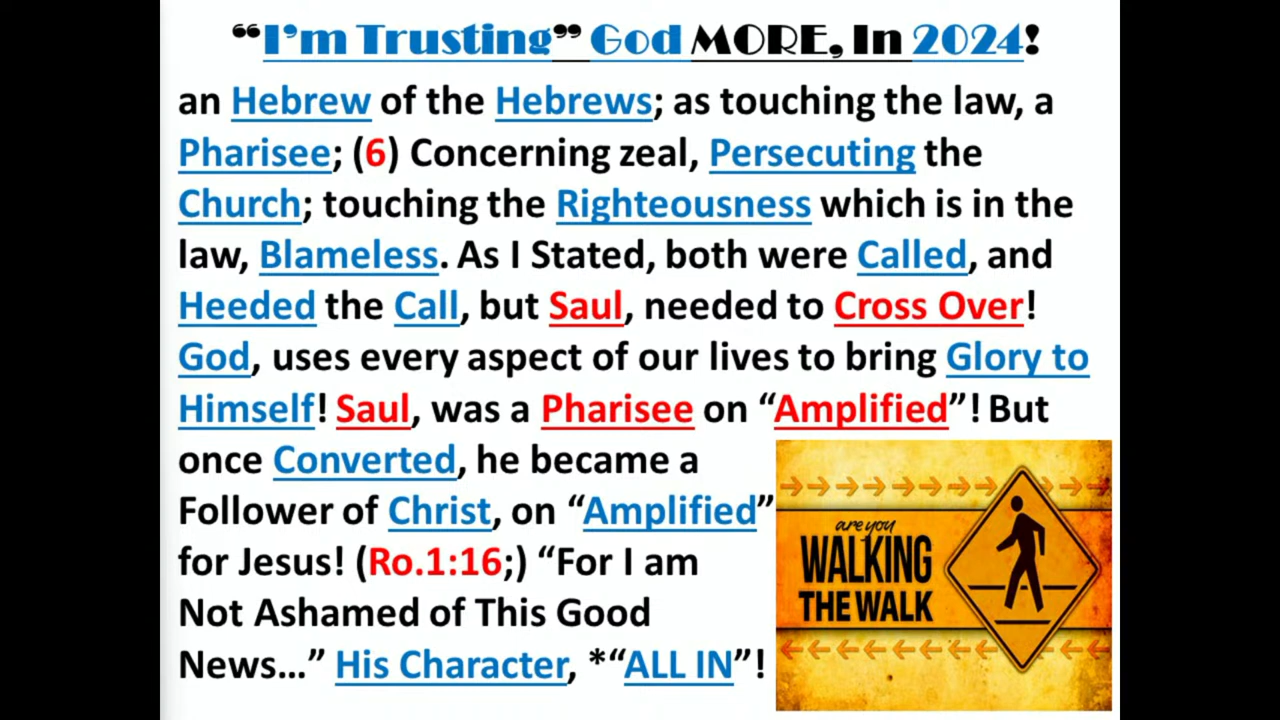 “I’m Trusting” God MORE, In 2024!
an Hebrew of the Hebrews; as touching the law, a
Pharisee; (6) Concerning zeal, Persecuting the
Church; touching the Righteousness which is in the
law, Blameless. As I Stated, both were Called, and
Heeded the Call, but Saul, needed to Cross Over!
God, uses every aspect of our lives to bring Glory to
Himself! Saul, was a Pharisee on “Amplified”! But
once Converted, he became a
Follower of Christ, on “Amplified”
for Jesus! (Ro.1:16;) “For I am
Not Ashamed of This Good
News…” His Character, *“ALL IN”!
are you
WALKING
THE WALK